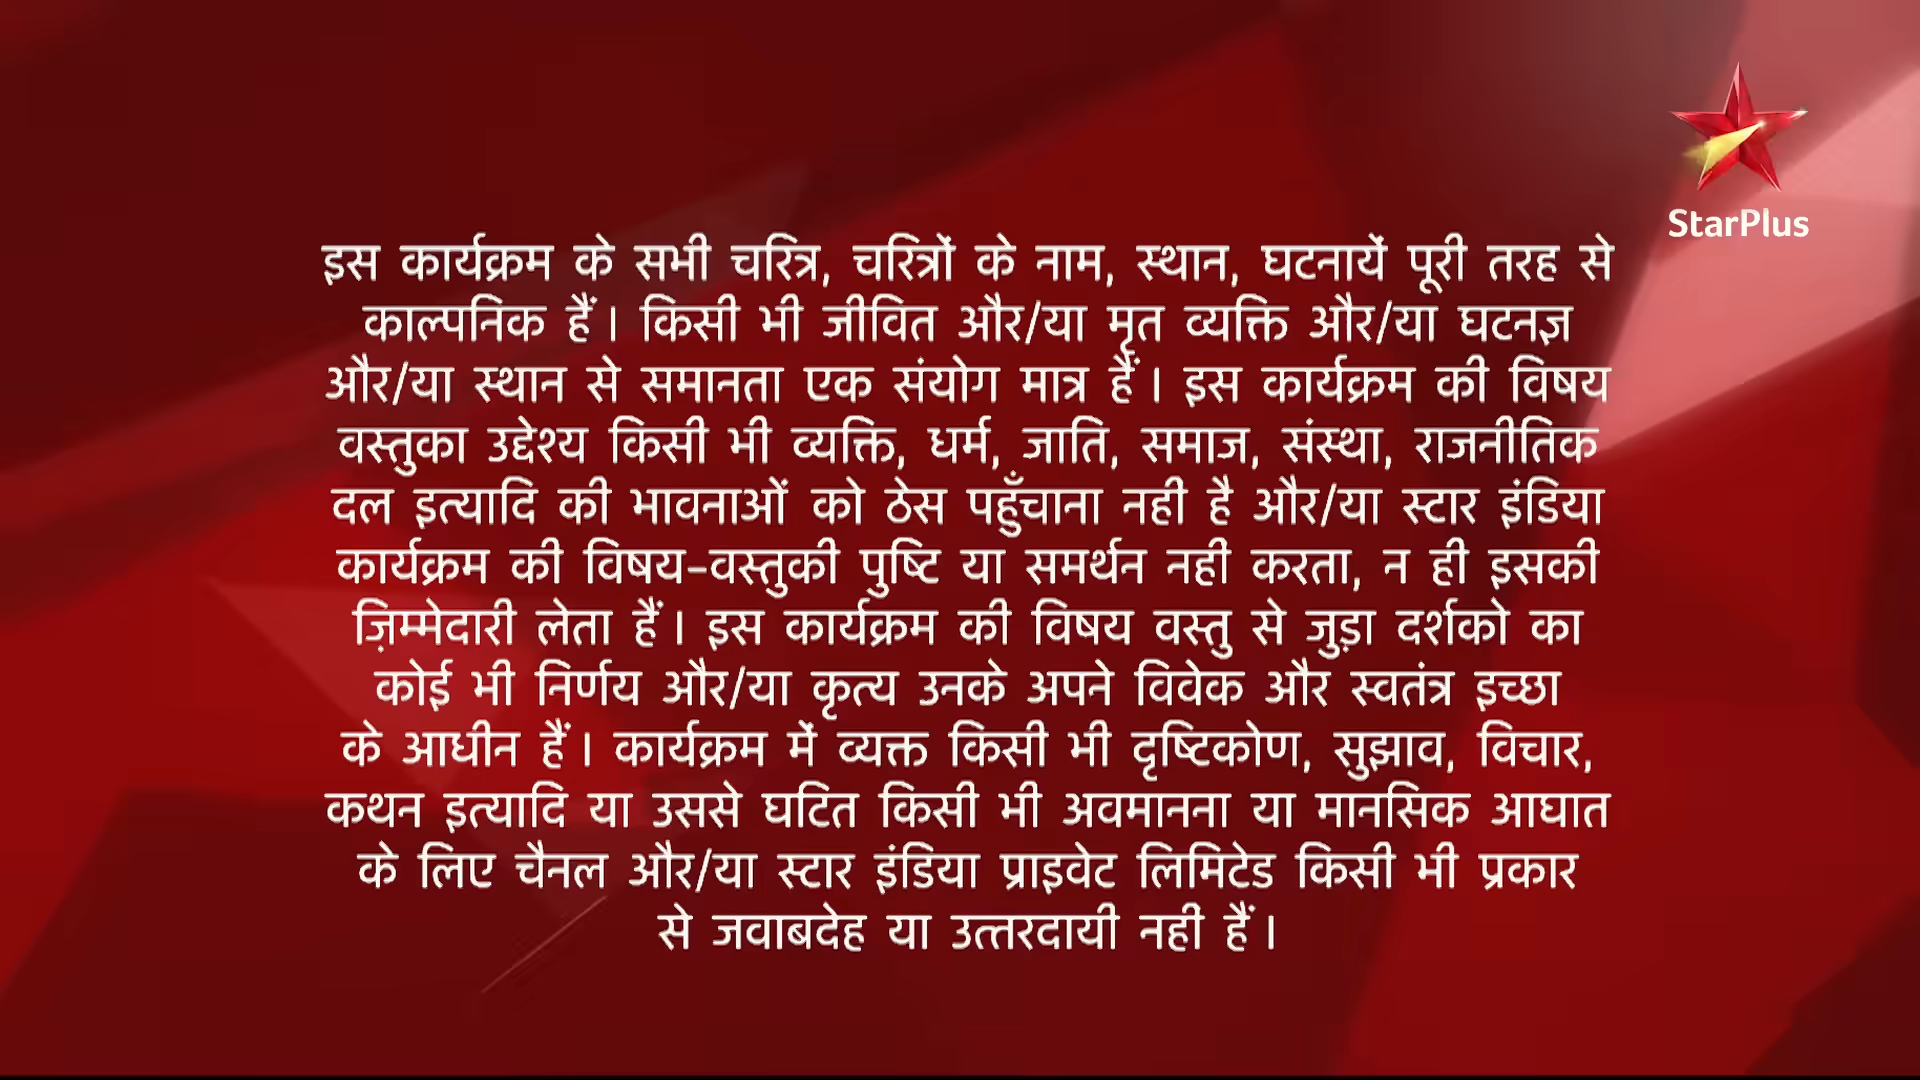 StarPlus
इस कार्यक्रम के सभी चरित्र, चरित्रों के नाम, स्थान, घटनायें पूरी तरह से
काल्पनिक हैं। किसी भी जीवित और/या मृत व्यक्ति और/या घटनज्ञ
और/या स्थान से समानता एक संयोग मात्र हैं। इस कार्यक्रम की विषय
वस्तुका उद्देश्य किसी भी व्यक्ति, धर्म, जाति, समाज, संस्था, राजनीतिक
दल इत्यादि की भावनाओं को ठेस पहुँचाना नही है और/या स्टार इंडिया
कार्यक्रम की विषय-वस्तुकी पुष्टि या समर्थन नही करता, न ही इसकी
ज़िम्मेदारी लेता हैं। इस कार्यक्रम की विषय वस्तु से जुड़ा दर्शको का
कोई भी निर्णय और/या कृत्य उनके अपने विवेक और स्वतंत्र इच्छा
के आधीन हैं। कार्यक्रम में व्यक्त किसी भी दृष्टिकोण, सुझाव, विचार,
कथन इत्यादि या उससे घटित किसी भी अवमानना या मानसिक आघात
के लिए चैनल और/या स्टार इंडिया प्राइवेट लिमिटेड किसी भी प्रकार
से जवाबदेह या उत्तरदायी नही हैं।